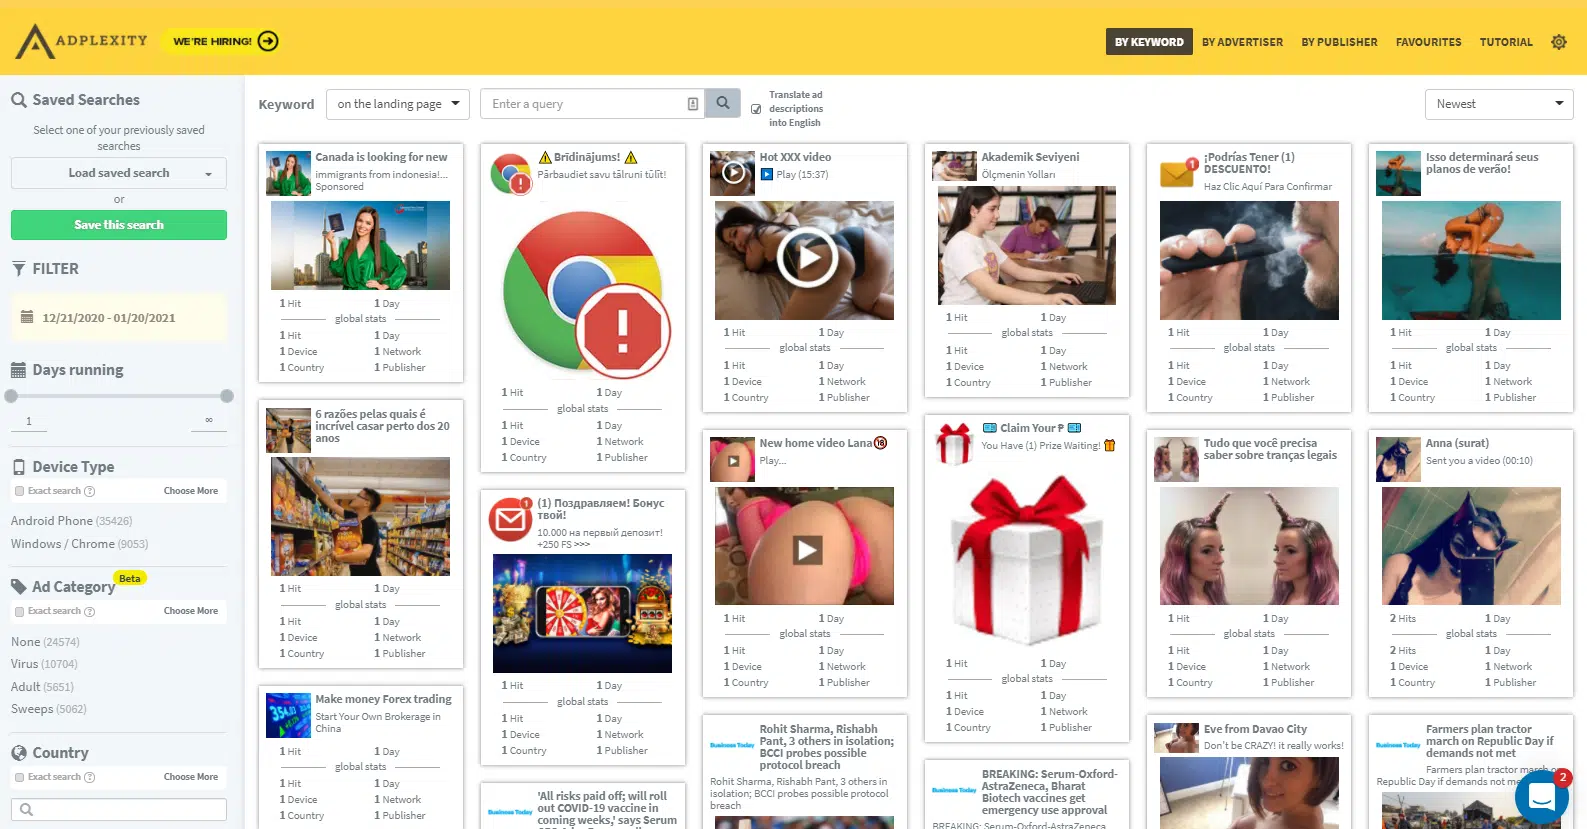 ADPLEXITY
WE'RE HIRING!
BY KEYWORD
BY ADVERTISER
BY PUBLISHER
FAVOURITES
TUTORIAL
Saved Searches
Select one of your previously saved
searches
Load saved search
or
Save this search
FILTER
12/21/2020 - 01/20/2021
Days running
1
∞
Device Type
Exact search ?
Choose More
Android Phone (35426)
Windows / Chrome (9053)
Ad Category
Beta
Exact search ?
Choose More
None (24574)
Virus (10704)
Adult (5651)
Sweeps (5062)
Country
Exact search ?
Choose More
Keyword
on the landing page
Enter a query
Translate ad
descriptions
into English
Newest
Canada is looking for new
immigrants from indonesia!...
Sponsored
1 Hit 1 Day
global stats
1 Hit 1 Day
1 Device 1 Network
1 Country 1 Publisher
6 razões pelas quais é
incrível casar perto dos 20
anos
1 Hit 1 Day
global stats
1 Hit 1 Day
1 Device 1 Network
1 Country 1 Publisher
Make money Forex trading
Start Your Own Brokerage in
China
1 Hit 1 Day
global stats
1 Hit 1 Day
1 Device 1 Network
1 Country 1 Publisher
⚠ Brīdinājums! ⚠
Pārbaudiet savu tālruni tūlīt!
1 Hit 1 Day
global stats
1 Hit 1 Day
1 Device 1 Network
1 Country 1 Publisher
(1) Поздравляем! Бонус
твой!
10.000 на первый депозит!
+250 FS >>>
1 Hit 1 Day
global stats
1 Hit 1 Day
1 Device 1 Network
1 Country 1 Publisher
Business Today
'All risks paid off; will roll
out COVID-19 vaccine in
coming weeks,' says Serum
Hot XXX video
Play (15:37)
1 Hit 1 Day
global stats
1 Hit 1 Day
1 Device 1 Network
1 Country 1 Publisher
New home video Lana🔞
Play...
1 Hit 1 Day
global stats
1 Hit 1 Day
1 Device 1 Network
1 Country 1 Publisher
Business Today
Rohit Sharma, Rishabh
Pant, 3 others in isolation;
BCCI probes possible
protocol breach
Rohit Sharma, Rishabh Pant, 3 others in
isolation; BCCI probes possible protocol
breach
Akademik Seviyeni
Ölçmenin Yolları
1 Hit 1 Day
global stats
1 Hit 1 Day
1 Device 1 Network
1 Country 1 Publisher
Claim Your ₱
You Have (1) Prize Waiting! 🎁
1 Hit 1 Day
global stats
1 Hit 1 Day
1 Device 1 Network
1 Country 1 Publisher
Business Today
BREAKING: Serum-Oxford-
AstraZeneca, Bharat
Biotech vaccines get
emergency use approval
BREAKING: Serum-Oxford-AstraZeneca
¡Podrías Tener (1)
DESCUENTO!
Haz Clic Aquí Para Confirmar
1 Hit 1 Day
global stats
1 Hit 1 Day
1 Device 1 Network
1 Country 1 Publisher
Tudo que você precisa
saber sobre tranças legais
1 Hit 1 Day
global stats
1 Hit 1 Day
1 Device 1 Network
1 Country 1 Publisher
Eve from Davao City
Don't be CRAZY! it really works!
Isso determinará seus
planos de verão!
1 Hit 1 Day
global stats
1 Hit 1 Day
1 Device 1 Network
1 Country 1 Publisher
Anna (surat)
Sent you a video (00:10)
2 Hits 1 Day
global stats
2 Hits 1 Day
1 Device 1 Network
1 Country 1 Publisher
Business Today
Farmers plan tractor
march on Republic Day if
demands not met
Farmers plan tractor march on
Republic Day if demands not me
2